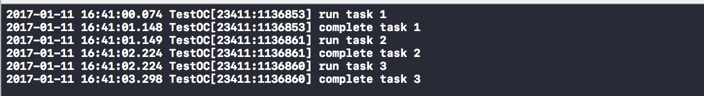 2017-01-11 16:41:00.074 TestOC[23411:1136853] run task 1
2017-01-11 16:41:01.148 TestOC[23411:1136853] complete task 1
2017-01-11 16:41:01.149 TestOC[23411:1136861] run task 2
2017-01-11 16:41:02.224 TestOC[23411:1136861] complete task 2
2017-01-11 16:41:02.224 TestOC[23411:1136860] run task 3
2017-01-11 16:41:03.298 TestOC[23411:1136860] complete task 3